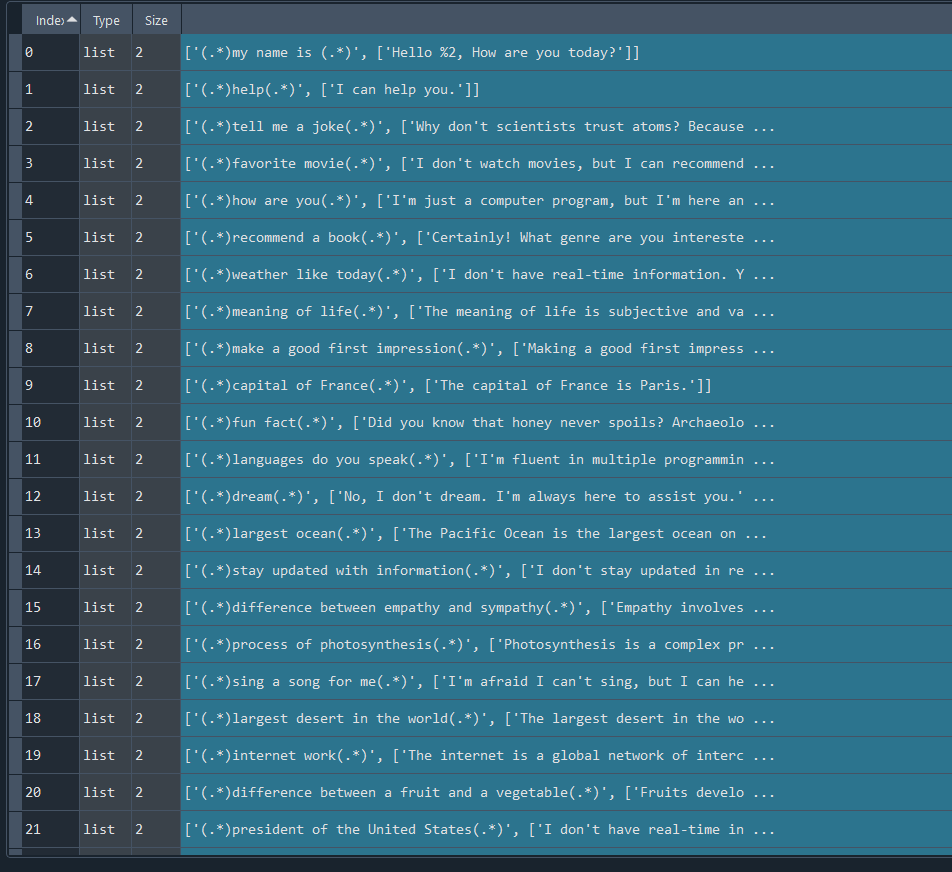 Index Type Size
0 list 2 ['(.*)my name is (.*)', ['Hello %2, How are you today?']]
1 list 2 ['(.*)help(.*)', ['I can help you.']]
2 list 2 ['(.*)tell me a joke(.*)', ['Why don't scientists trust atoms? Because ...
3 list 2 ['(.*)favorite movie(.*)', ['I don't watch movies, but I can recommend ...
4 list 2 ['(.*)how are you(.*)', ['I'm just a computer program, but I'm here an ...
5 list 2 ['(.*)recommend a book(.*)', ['Certainly! What genre are you intereste ...
6 list 2 ['(.*)weather like today(.*)', ['I don't have real-time information. Y ...
7 list 2 ['(.*)meaning of life(.*)', ['The meaning of life is subjective and va ...
8 list 2 ['(.*)make a good first impression(.*)', ['Making a good first impress ...
9 list 2 ['(.*)capital of France(.*)', ['The capital of France is Paris.']]
10 list 2 ['(.*)fun fact(.*)', ['Did you know that honey never spoils? Archaeolo ...
11 list 2 ['(.*)languages do you speak(.*)', ['I'm fluent in multiple programmin ...
12 list 2 ['(.*)dream(.*)', ['No, I don't dream. I'm always here to assist you.' ...
13 list 2 ['(.*)largest ocean(.*)', ['The Pacific Ocean is the largest ocean on ...
14 list 2 ['(.*)stay updated with information(.*)', ['I don't stay updated in re ...
15 list 2 ['(.*)difference between empathy and sympathy(.*)', ['Empathy involves ...
16 list 2 ['(.*)process of photosynthesis(.*)', ['Photosynthesis is a complex pr ...
17 list 2 ['(.*)sing a song for me(.*)', ['I'm afraid I can't sing, but I can he ...
18 list 2 ['(.*)largest desert in the world(.*)', ['The largest desert in the wo ...
19 list 2 ['(.*)internet work(.*)', ['The internet is a global network of interc ...
20 list 2 ['(.*)difference between a fruit and a vegetable(.*)', ['Fruits develo ...
21 list 2 ['(.*)president of the United States(.*)', ['I don't have real-time in ...